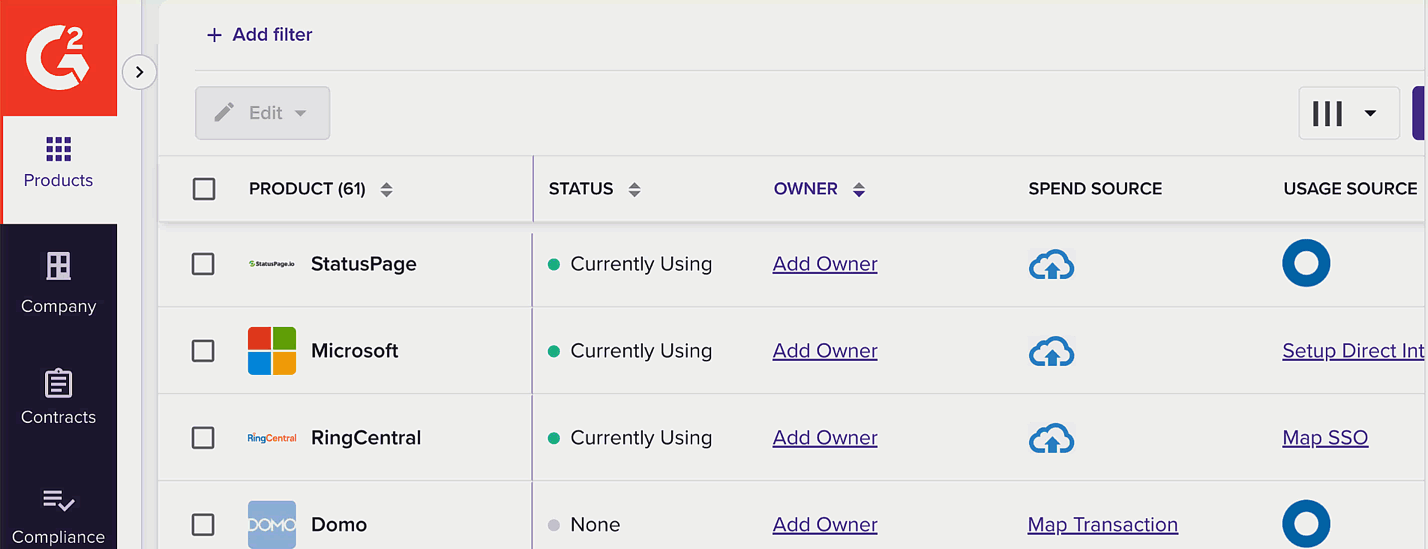 G2
+ Add filter
Edit
Products
PRODUCT (61) STATUS OWNER SPEND SOURCE USAGE SOURCE
StatusPage.io StatusPage Currently Using Add Owner
Company
Microsoft Currently Using Add Owner Setup Direct Int
Contracts
RingCentral RingCentral Currently Using Add Owner Map SSO
Compliance
DOMO Domo None Add Owner Map Transaction